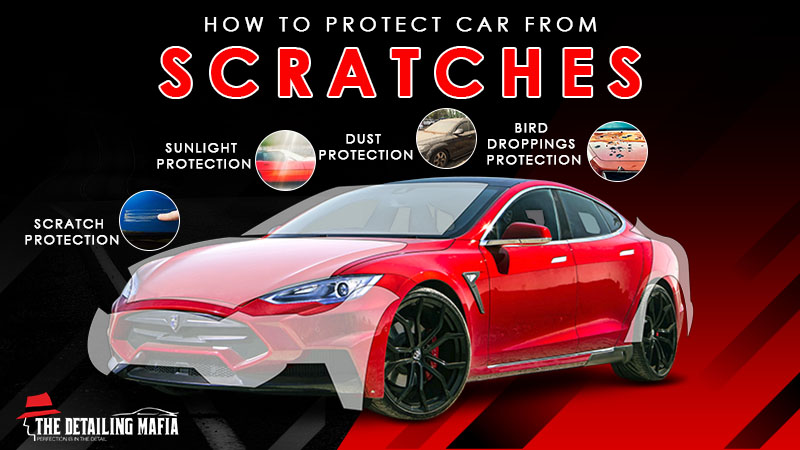 HOW TO PROTECT CAR FROM
SCRATCHES
SCRATCH
PROTECTION
SUNLIGHT
PROTECTION
DUST
PROTECTION
BIRD
DROPPINGS
PROTECTION
THE DETAILING MAFIA
PERFECTION IS IN THE DETAIL